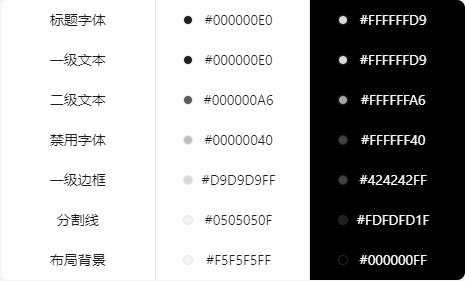 标题字体 #000000E0 #FFFFFFD9
一级文本 #000000E0 #FFFFFFD9
二级文本 #000000A6 #FFFFFFA6
禁用字体 #00000040 #FFFFFF40
一级边框 #D9D9D9FF #424242FF
分割线 #0505050F #FDFDFD1F
布局背景 #F5F5F5FF #000000FF